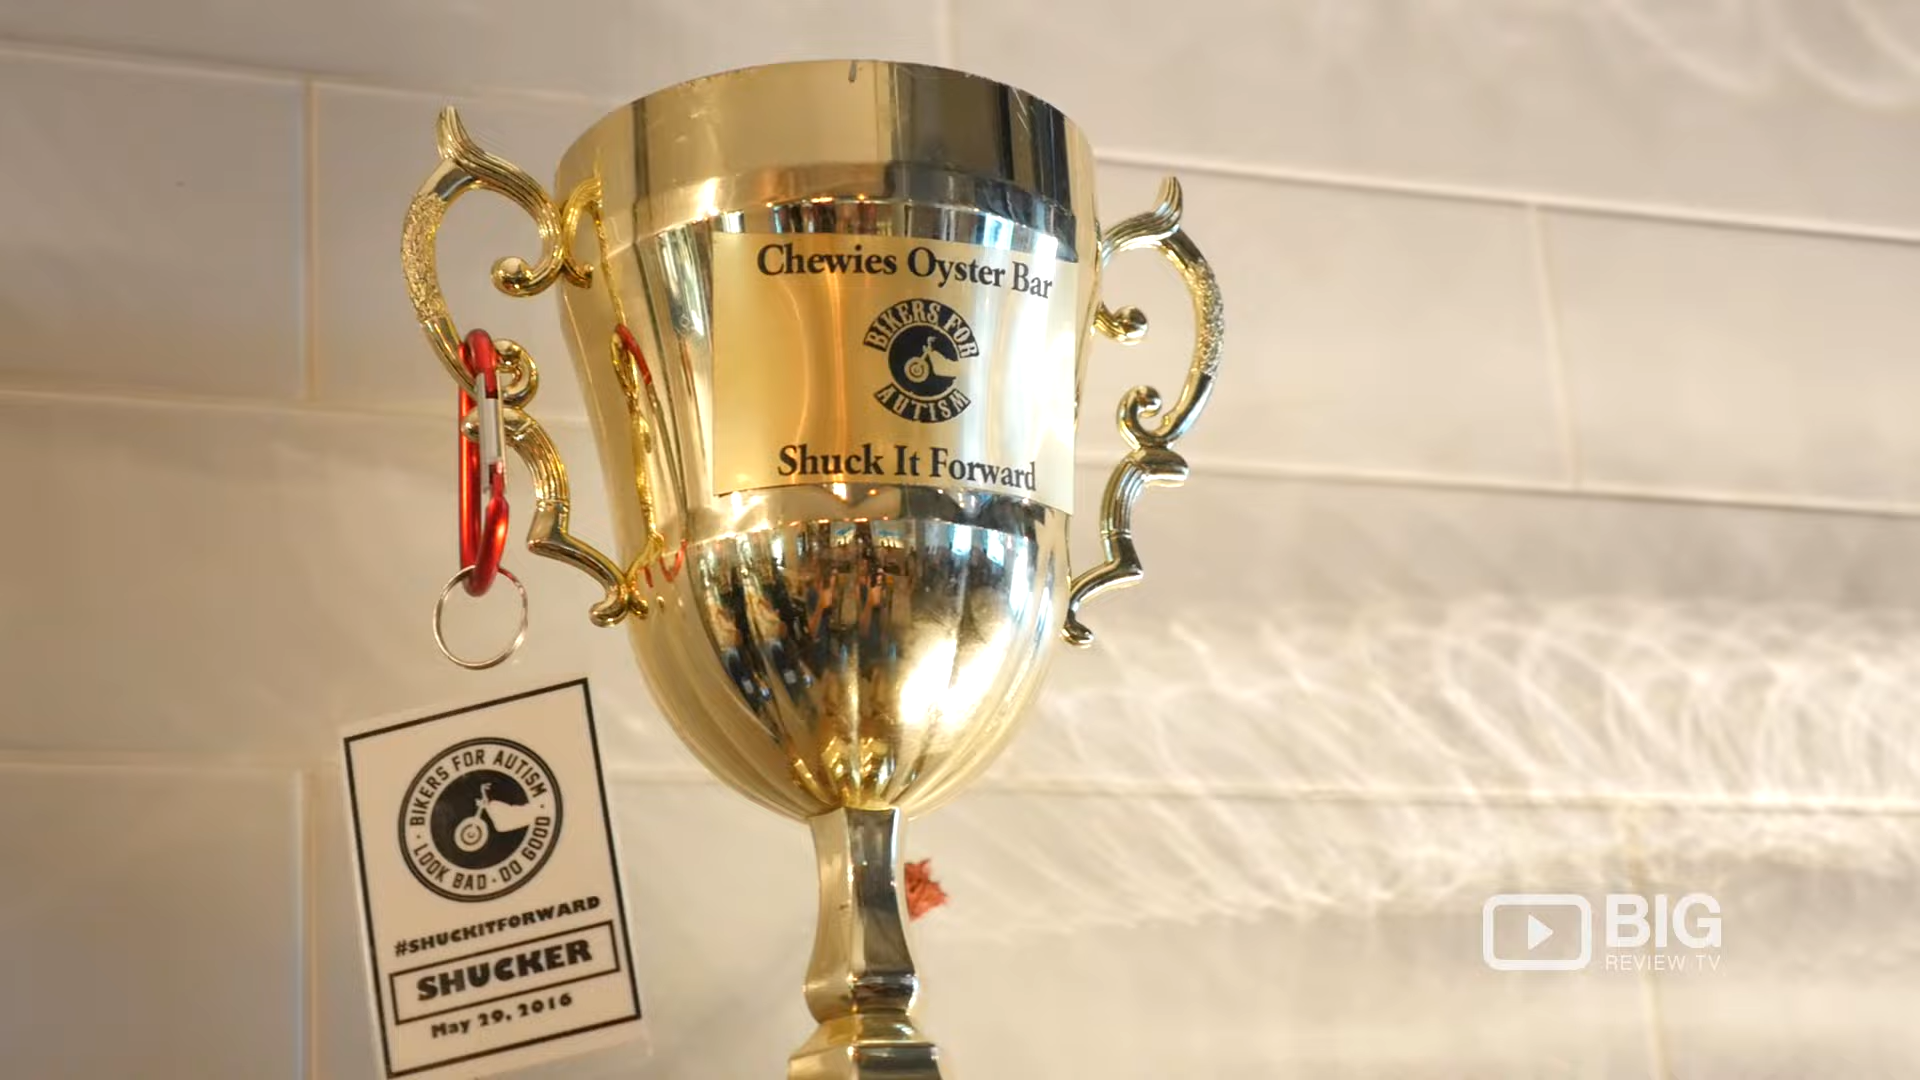 Chewies Oyster Bar
BIKERS FOR
AUTISM
Shuck It Forward
BIKERS FOR AUTISM
· LOOK BAD · DO GOOD ·
#SHUCKITFORWARD
SHUCKER
May 29, 2016
BIG
REVIEW TV